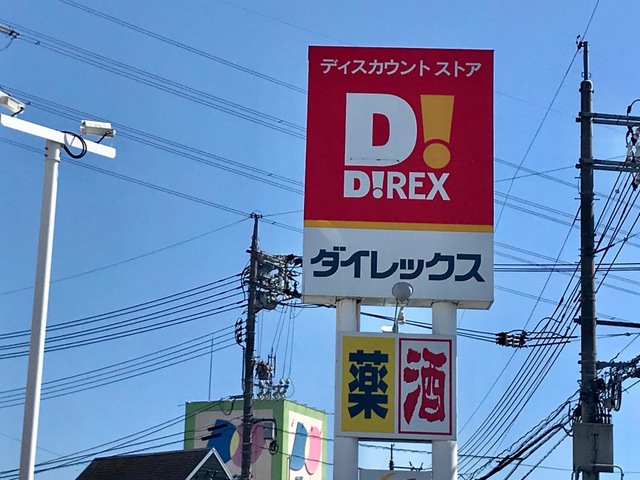 ディスカウント ストア
D!
D!REX
ダイレックス
薬 酒